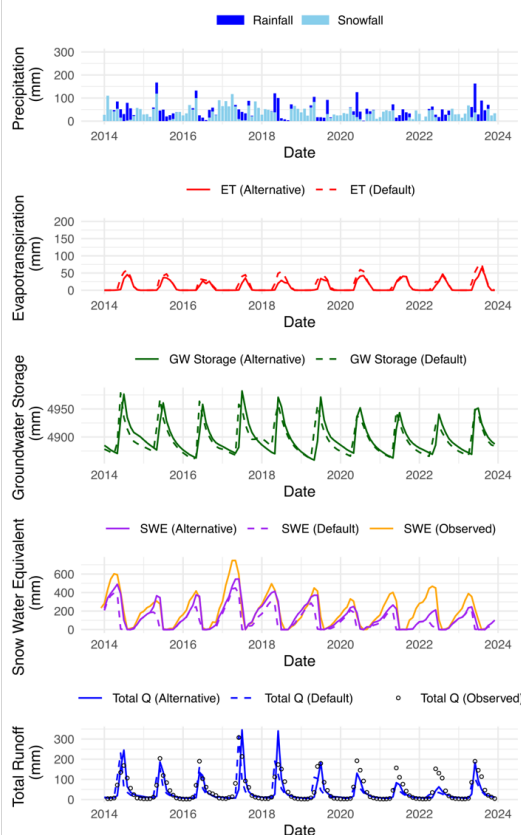 Rainfall Snowfall
Precipitation
(mm)
300
200
100
0
2014 2016 2018 2020 2022 2024
Date
ET (Alternative) ET (Default)
Evapotranspiration
(mm)
200
150
100
50
0
2014 2016 2018 2020 2022 2024
Date
GW Storage (Alternative) GW Storage (Default)
Groundwater Storage
(mm)
4950
4900
2014 2016 2018 2020 2022 2024
Date
SWE (Alternative) SWE (Default) SWE (Observed)
Snow Water Equivalent
(mm)
600
400
200
0
2014 2016 2018 2020 2022 2024
Date
Total Q (Alternative) Total Q (Default) Total Q (Observed)
Total Runoff
(mm)
300
200
100
0
2014 2016 2018 2020 2022 2024
Date